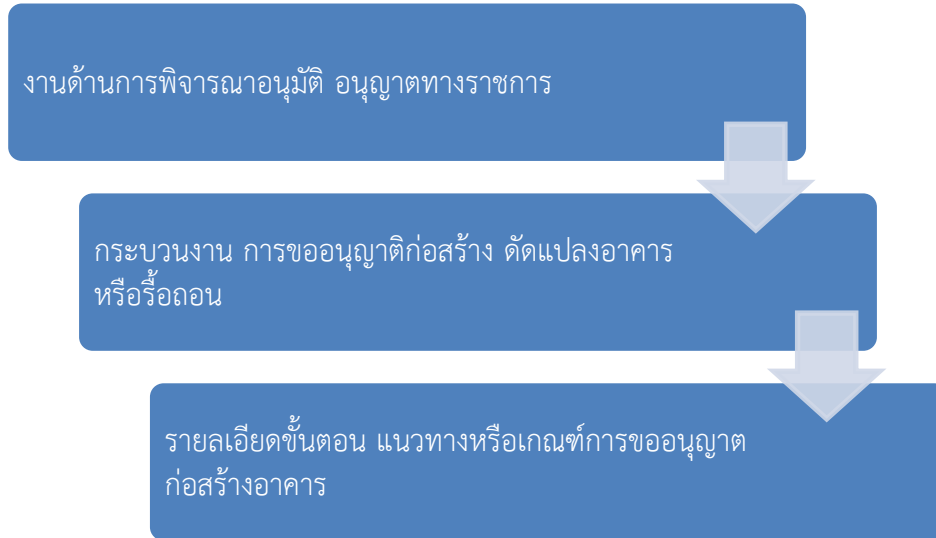 งานด้านการพิจารณาอนุมัติ อนุญาตทางราชการ
กระบวนงาน การขออนุญาติก่อสร้าง ดัดแปลงอาคาร
หรือรื้อถอน
รายลเอียดขั้นตอน แนวทางหรือเกณฑ์การขออนุญาต
ก่อสร้างอาคาร